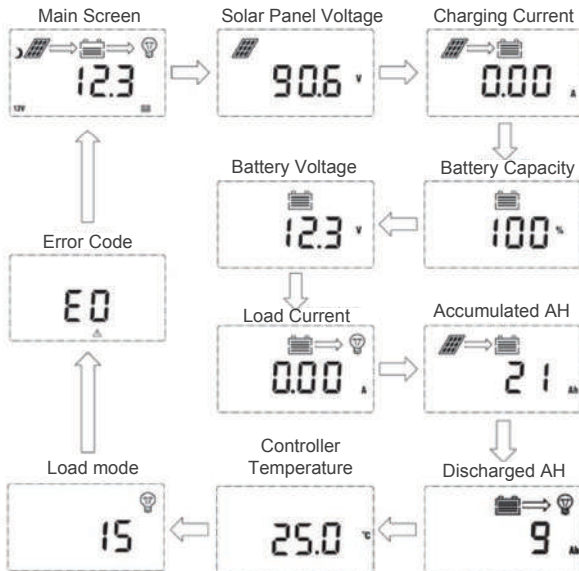 Main Screen
Solar Panel Voltage
Charging Current
12.3
12V
90.6 V
0.00 A
Battery Voltage
Battery Capacity
12.3 V
100 %
Error Code
E0
Load Current
Accumulated AH
0.00 A
21 Ah
Load mode
Controller
Temperature
Discharged AH
15
25.0 °C
9 Ah